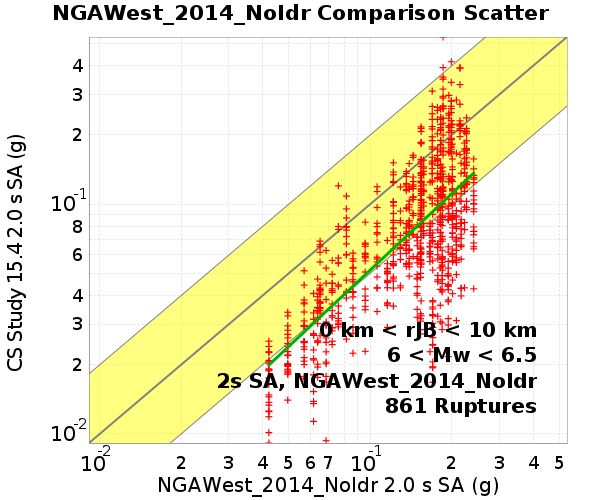 NGAWest_2014_NoIdr Comparison Scatter
CS Study 15.4 2.0 s SA (g)
4
3
2
10^-1
8
6
4
3
2
10^-2
0 km < rJB < 10 km
6 < Mw < 6.5
2s SA, NGAWest_2014_NoIdr
861 Ruptures
10^-2 2 3 4 5 6 7 10^-1 2 3 4 5
NGAWest_2014_NoIdr 2.0 s SA (g)